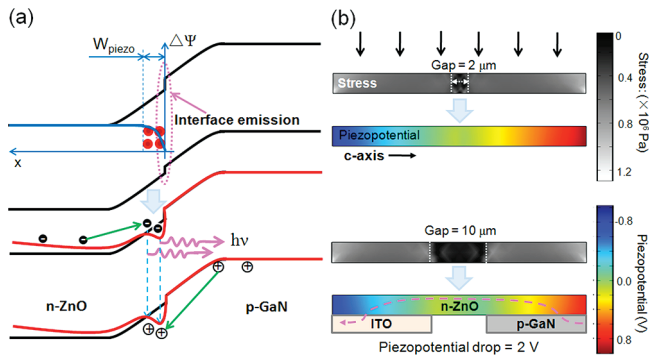 (a)
W piezo
ΔΨ
Interface emission
x
hν
n-ZnO
p-GaN
(b)
Gap = 2 μm
Stress
Piezopotential
c-axis
0
0.4
0.8
1.2
Stress: (×10⁶ Pa)
Gap = 10 μm
n-ZnO
ITO
p-GaN
Piezopotential drop = 2 V
-0.8
-0.4
0.0
0.4
0.8
Piezopotential (V)